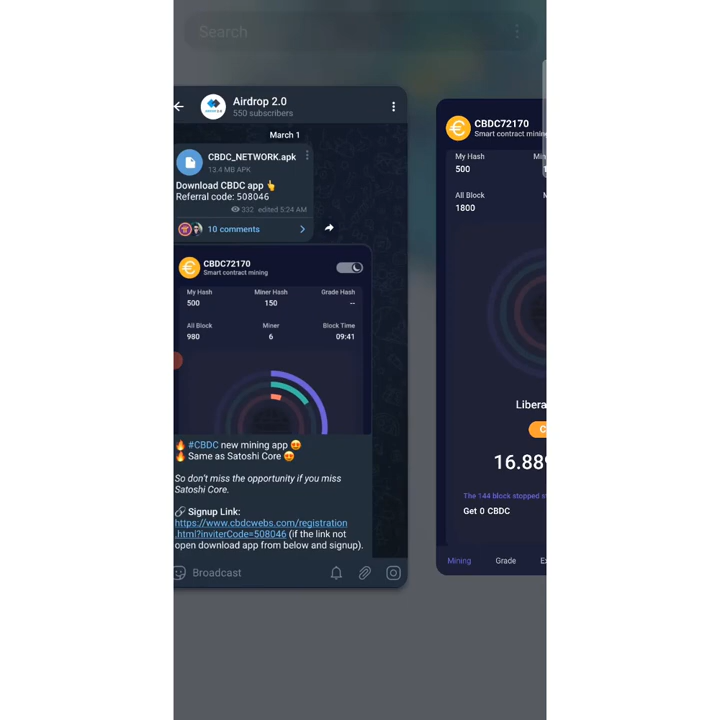 Search
Airdrop 2.0
550 subscribers
March 1
CBDC_NETWORK.apk
13.4 MB APK
Download CBDC app 👆
Referral code: 508046
332 edited 5:24 AM
10 comments
CBDC72170
Smart contract mining
My Hash Miner Hash Grade Hash
500 150 --
All Block Miner Block Time
980 6 09:41
🔥 #CBDC new mining app 🤩
🔥 Same as Satoshi Core 🤩
So don't miss the opportunity if you miss
Satoshi Core.
🔗 Signup Link:
https://www.cbdcwebs.com/registration
.html?inviterCode=508046 (if the link not
open download app from below and signup).
Broadcast
CBDC72170
Smart contract mining
My Hash
500
All Block
1800
Libera
16.889
The 144 block stopped
Get 0 CBDC
Mining Grade